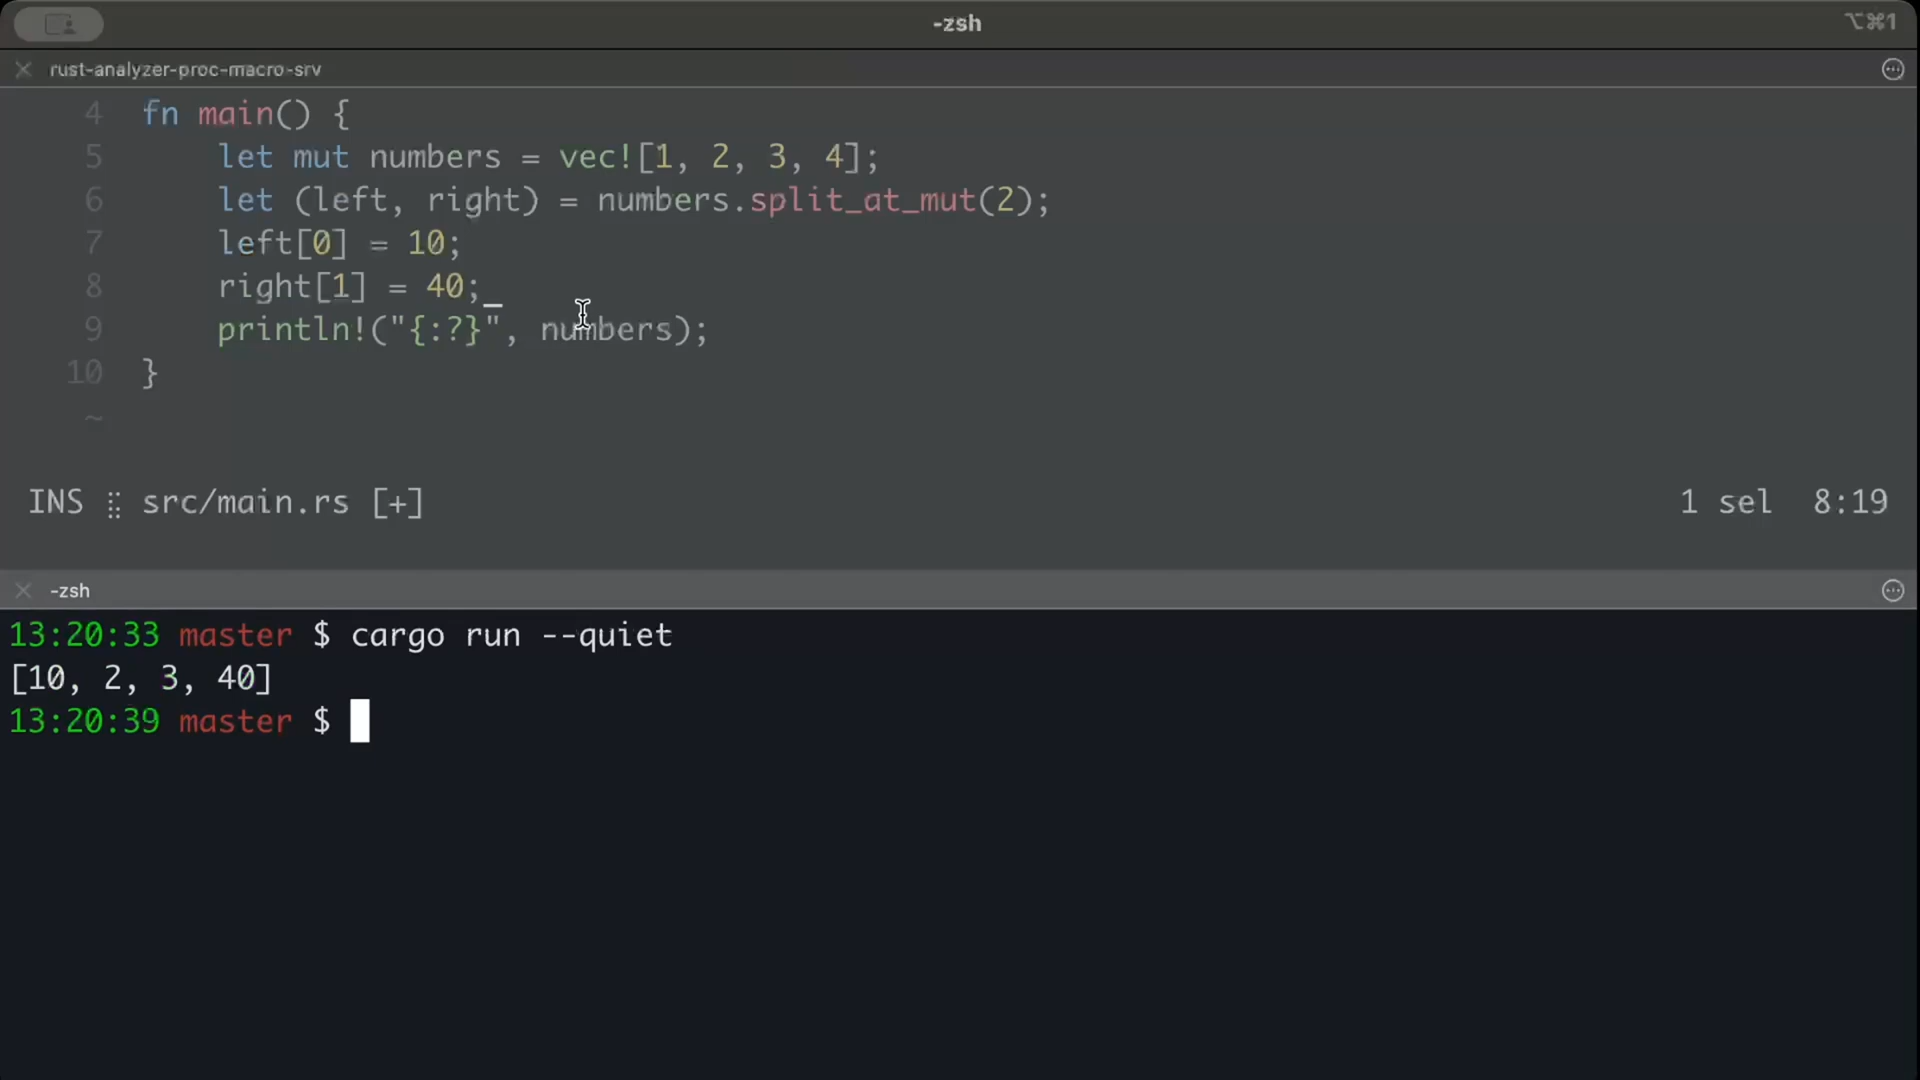 -zsh
⌥⌘1
rust-analyzer-proc-macro-srv
4 fn main() {
5     let mut numbers = vec![1, 2, 3, 4];
6     let (left, right) = numbers.split_at_mut(2);
7     left[0] = 10;
8     right[1] = 40;_
9     println!("{:?}", numbers);
10 }
~
INS ⣾ src/main.rs [+] 1 sel 8:19
-zsh
13:20:33 master $ cargo run --quiet
[10, 2, 3, 40]
13:20:39 master $